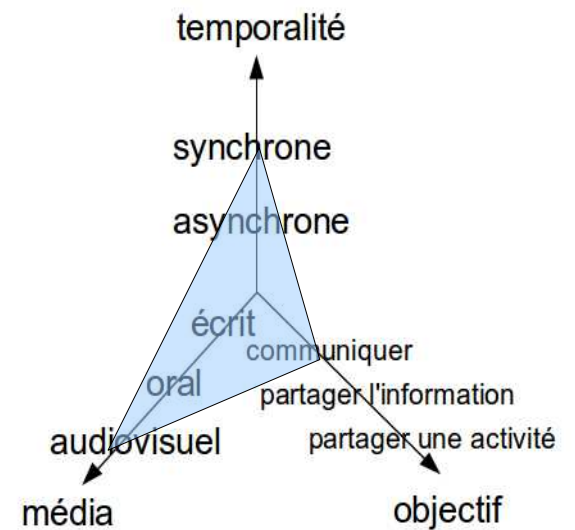 temporalité
synchrone
asynchrone
écrit
communiquer
oral
partager l'information
audiovisuel
partager une activité
média
objectif